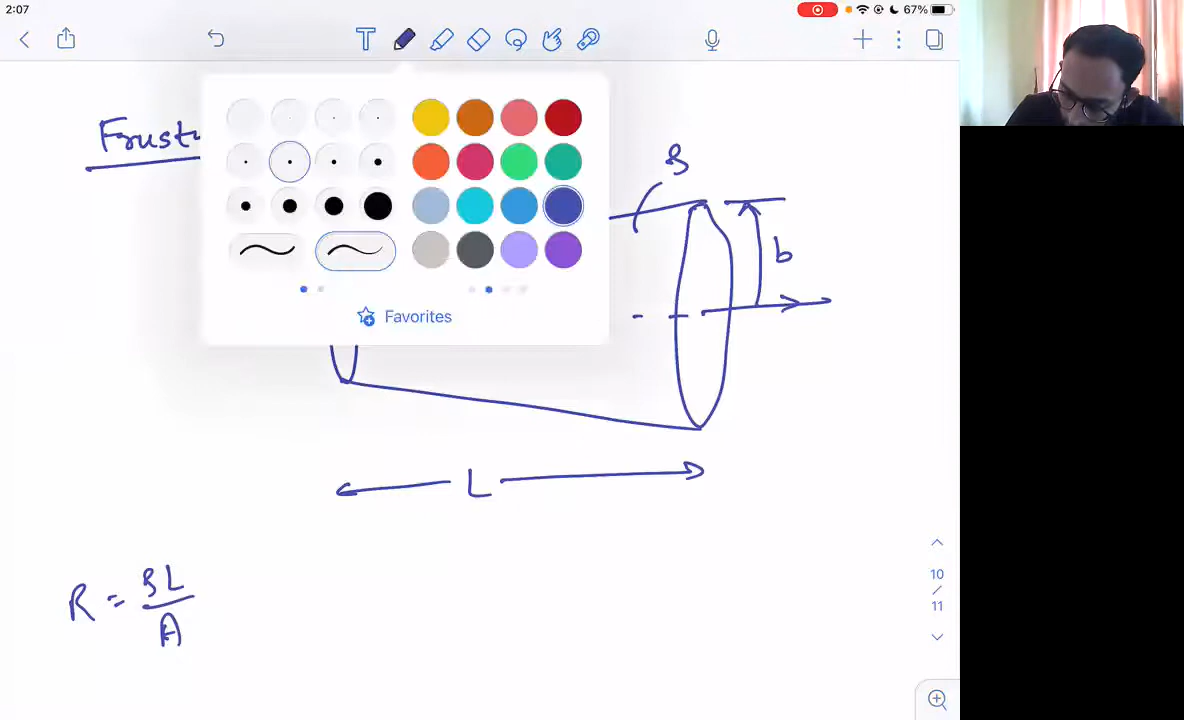 2:07
67%
Frust
ρ
b
Favorites
L
10
/
11
R = ρL
A